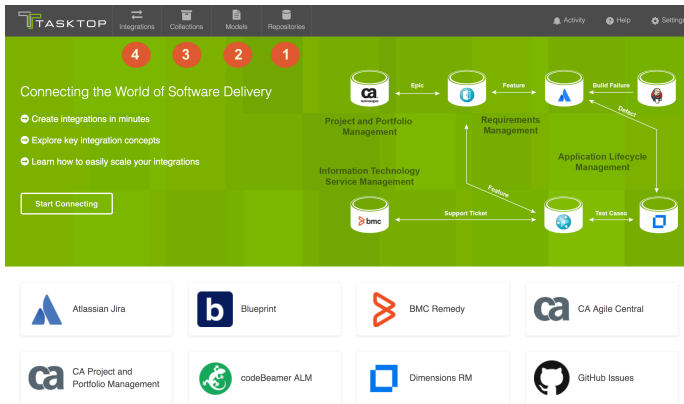 TASKTOP
Integrations
Collections
Models
Repositories
Activity
Help
Settings
4
3
2
1
Connecting the World of Software Delivery
Create integrations in minutes
Explore key integration concepts
Learn how to easily scale your integrations
Start Connecting
ca
technologies
Epic
Feature
Build Failure
Defect
Project and Portfolio
Management
Requirements
Management
Application Lifecycle
Management
Information Technology
Service Management
Feature
bmc
Support Ticket
Test Cases
Atlassian Jira
b
Blueprint
BMC Remedy
ca
CA Agile Central
ca
CA Project and
Portfolio Management
codeBeamer ALM
Dimensions RM
GitHub Issues